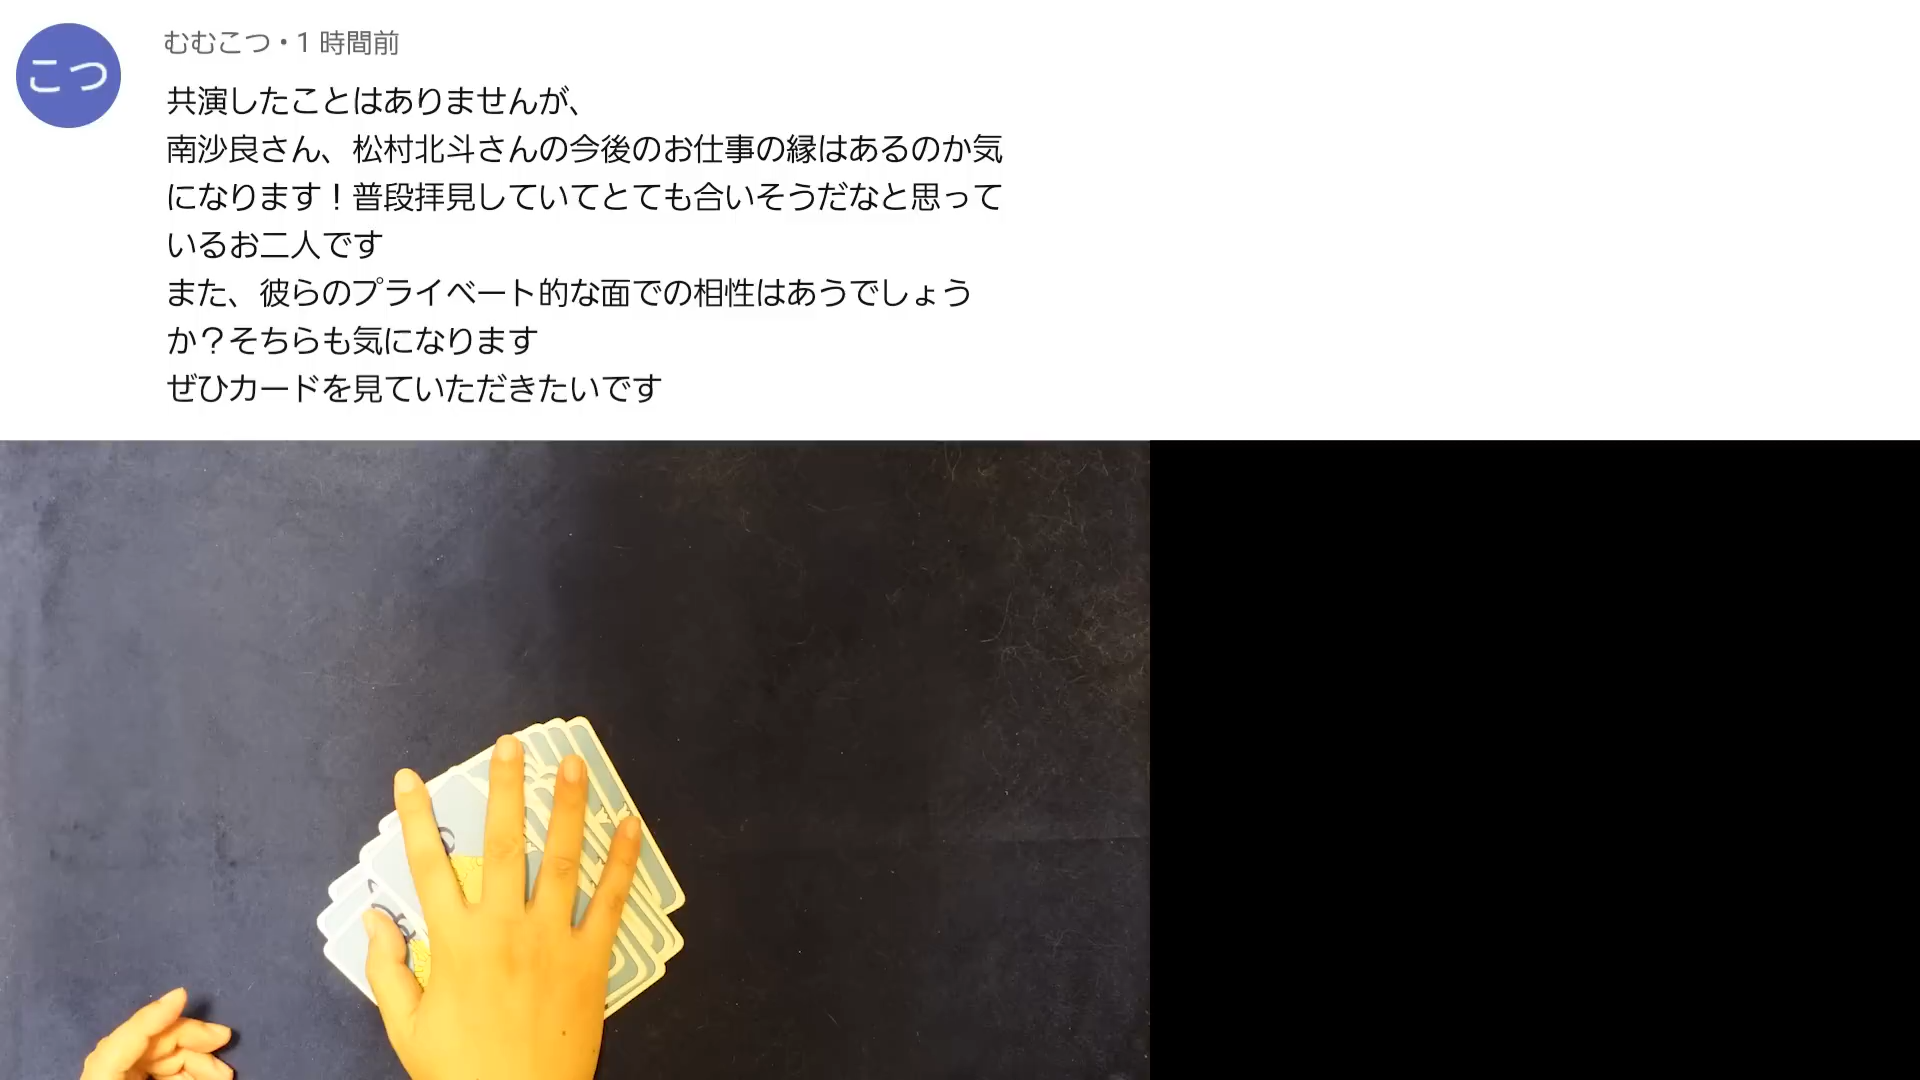 むむこつ・1 時間前
こつ
共演したことはありませんが、
南沙良さん、松村北斗さんの今後のお仕事の縁はあるのか気
になります！普段拝見していてとても合いそうだなと思って
いるお二人です
また、彼らのプライベート的な面での相性はあうでしょう
か？そちらも気になります
ぜひカードを見ていただきたいです